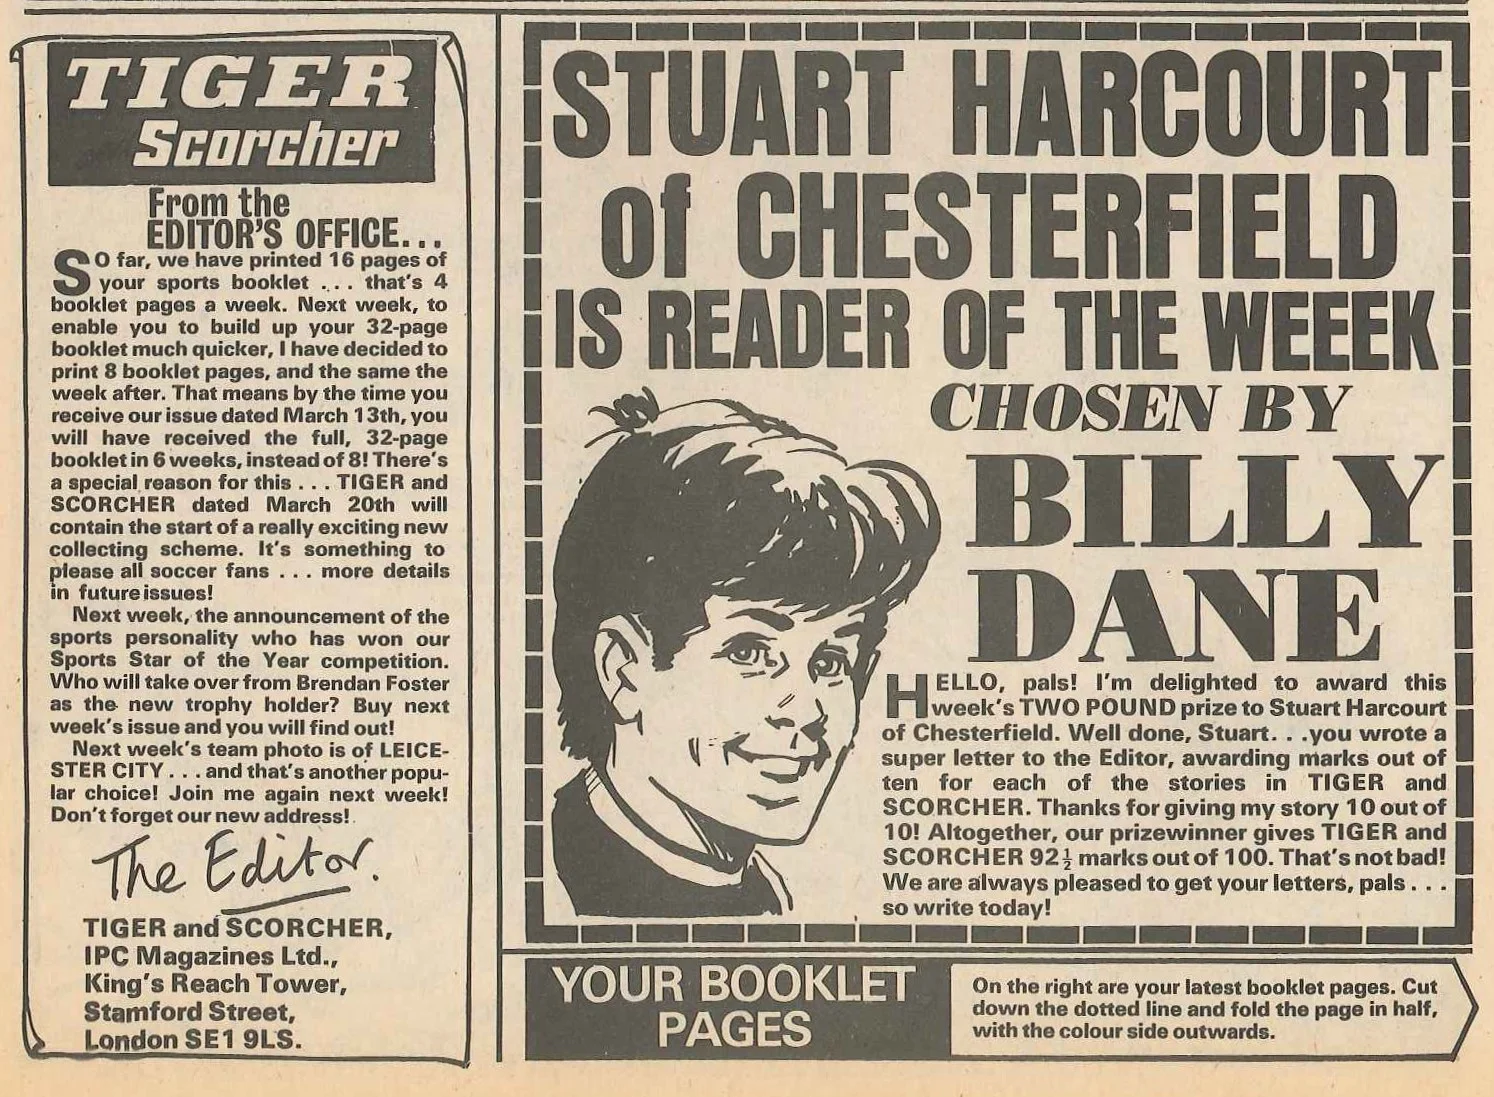 TIGER
Scorcher
From the
EDITOR'S OFFICE...
SO far, we have printed 16 pages of
your sports booklet ... that's 4
booklet pages a week. Next week, to
enable you to build up your 32-page
booklet much quicker, I have decided to
print 8 booklet pages, and the same the
week after. That means by the time you
receive our issue dated March 13th, you
will have received the full, 32-page
booklet in 6 weeks, instead of 8! There's
a special reason for this ... TIGER and
SCORCHER dated March 20th will
contain the start of a really exciting new
collecting scheme. It's something to
please all soccer fans ... more details
in future issues!
Next week, the announcement of the
sports personality who has won our
Sports Star of the Year competition.
Who will take over from Brendan Foster
as the new trophy holder? Buy next
week's issue and you will find out!
Next week's team photo is of LEICE-
STER CITY ... and that's another popu-
lar choice! Join me again next week!
Don't forget our new address!
The Editor.
TIGER and SCORCHER,
IPC Magazines Ltd.,
King's Reach Tower,
Stamford Street,
London SE1 9LS.
STUART HARCOURT
of CHESTERFIELD
IS READER OF THE WEEEK
CHOSEN BY
BILLY
DANE
HELLO, pals! I'm delighted to award this
week's TWO POUND prize to Stuart Harcourt
of Chesterfield. Well done, Stuart...you wrote a
super letter to the Editor, awarding marks out of
ten for each of the stories in TIGER and
SCORCHER. Thanks for giving my story 10 out of
10! Altogether, our prizewinner gives TIGER and
SCORCHER 92½ marks out of 100. That's not bad!
We are always pleased to get your letters, pals ...
so write today!
YOUR BOOKLET
PAGES
On the right are your latest booklet pages. Cut
down the dotted line and fold the page in half,
with the colour side outwards.